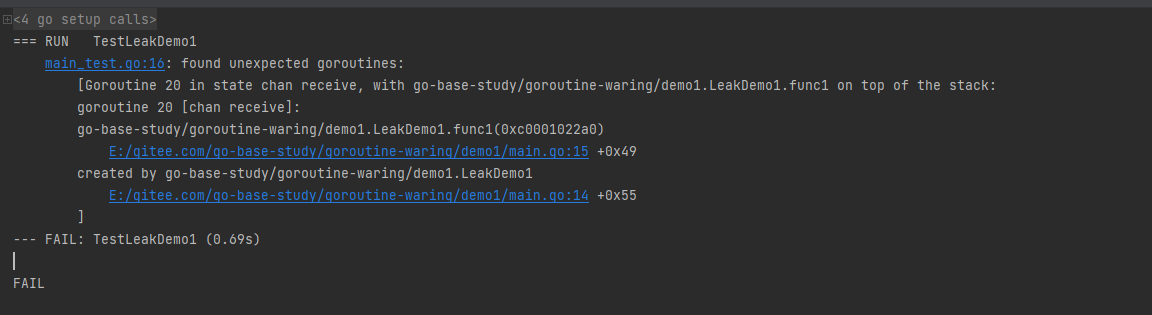 <4 go setup calls>
=== RUN   TestLeakDemo1
    main_test.go:16: found unexpected goroutines:
        [Goroutine 20 in state chan receive, with go-base-study/goroutine-waring/demo1.LeakDemo1.func1 on top of the stack:
        goroutine 20 [chan receive]:
        go-base-study/goroutine-waring/demo1.LeakDemo1.func1(0xc0001022a0)
            E:/gitee.com/go-base-study/goroutine-waring/demo1/main.go:15 +0x49
        created by go-base-study/goroutine-waring/demo1.LeakDemo1
            E:/gitee.com/go-base-study/goroutine-waring/demo1/main.go:14 +0x55
        ]
--- FAIL: TestLeakDemo1 (0.69s)
FAIL